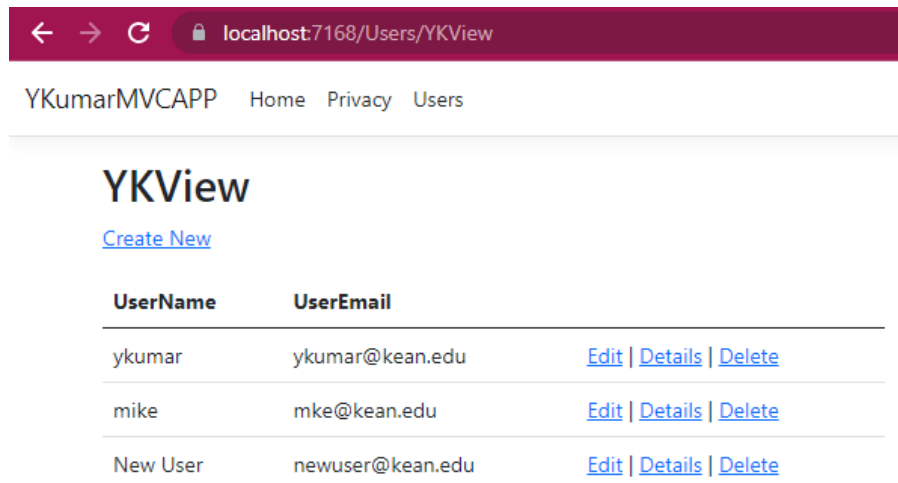 localhost:7168/Users/YKView
YKumarMVCAPP Home Privacy Users
YKView
Create New
UserName UserEmail
ykumar ykumar@kean.edu Edit | Details | Delete
mike mke@kean.edu Edit | Details | Delete
New User newuser@kean.edu Edit | Details | Delete